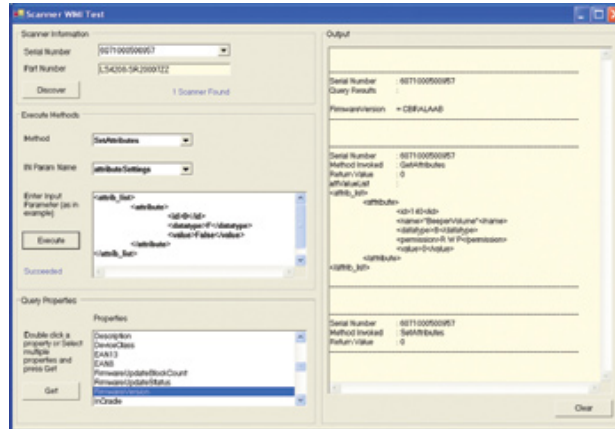 Scanner WMI Test
Scanner Information
Serial Number
6071000500957
Part Number
LS4208-SR20007ZZ
Discover
1 Scanner Found
Execute Methods
Method
SetAttributes
IN Param Name
attributeSettings
Enter Input
Parameter (as in
example)
<attrib_list>
<attribute>
<id>0</id>
<datatype>F</datatype>
<value>False</value>
</attribute>
</attrib_list>
Execute
Succeeded
Query Properties
Properties
Double click a
property or Select
multiple
properties and
press Get!
Get!
Description
DeviceClass
EAN13
EAN8
FirmwareUpdateBlockCount
FirmwareUpdateStatus
FirmwareVersion
InCradle
Output
Serial Number : 6071000500957
Query Results :
FirmwareVersion =
Serial Number : 6071000500957
Method Invoked : GetAttributes
Return Value : 0
attValueList :
<attrib_list>
<attribute>
<id>140</id>
<name>"BeeperVolume"</name>
<datatype>B</datatype>
<permission>R W P</permission>
<value>0</value>
</attribute>
</attrib_list>
Serial Number : 6071000500957
Method Invoked : SetAttributes
Return Value : 0
Clear